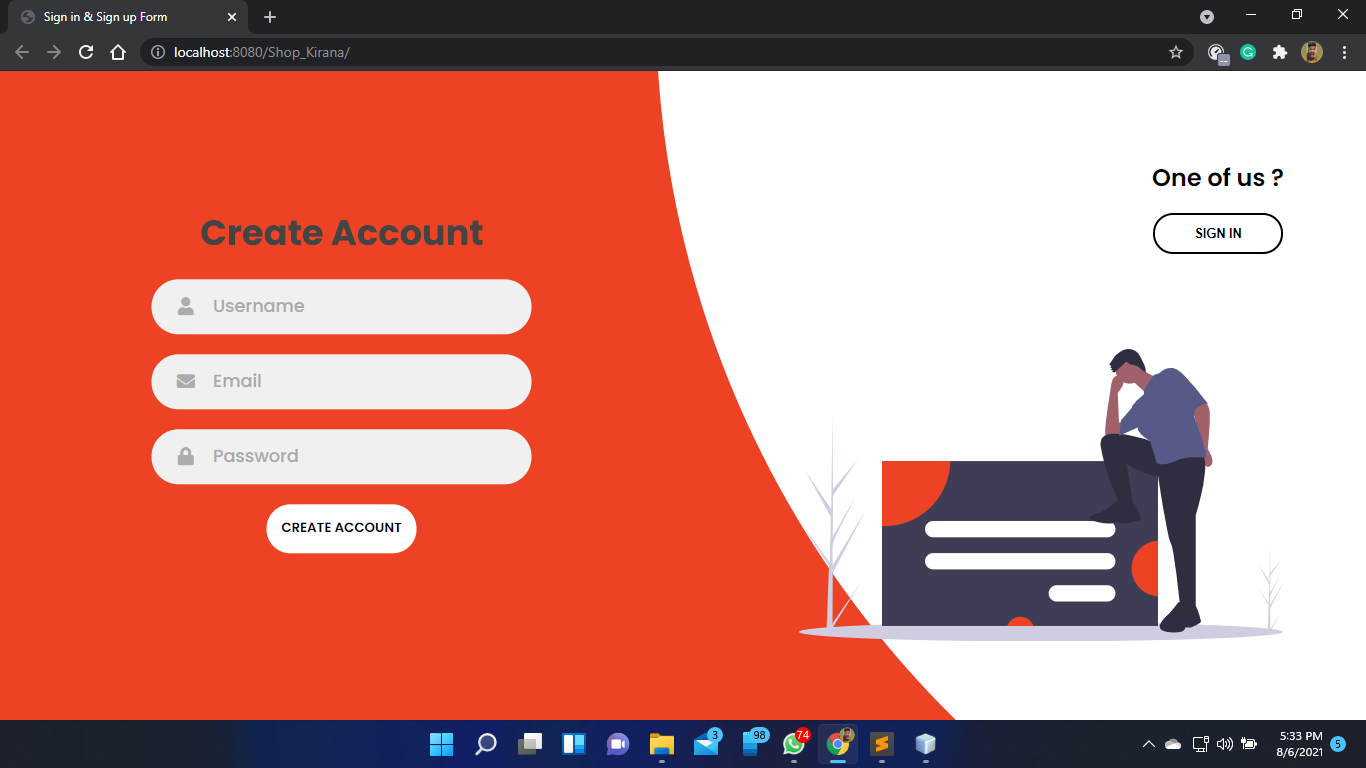 Sign in & Sign up Form
localhost:8080/Shop_Kirana/
One of us ?
SIGN IN
Create Account
Username
Email
Password
CREATE ACCOUNT
3
98
74
5:33 PM
8/6/2021
5